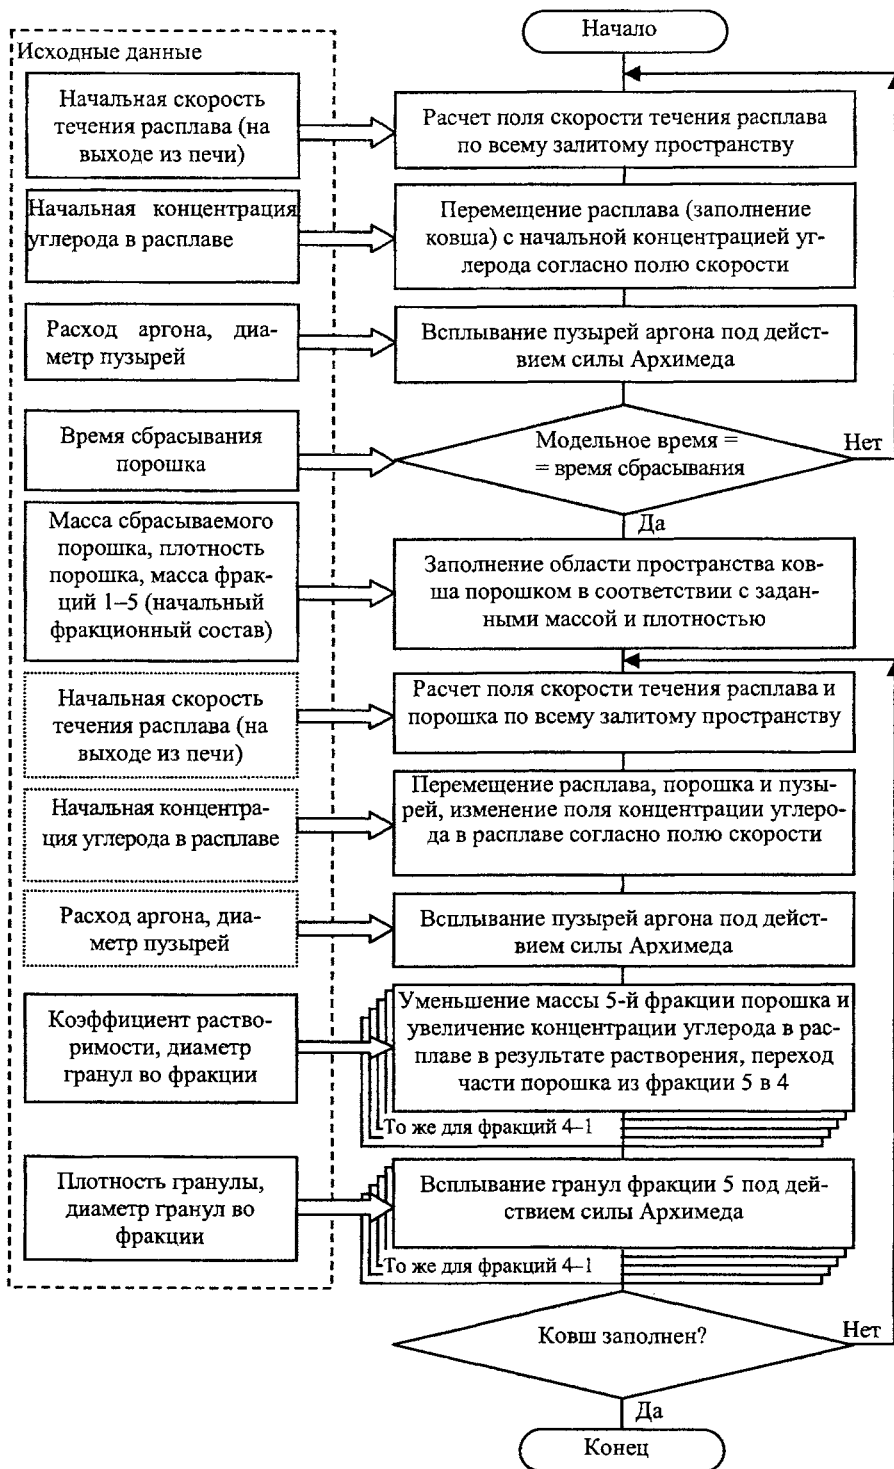 Начало
Исходные данные
Начальная скорость
течения расплава (на
выходе из печи)
Расчет поля скорости течения расплава
по всему залитому пространству
Начальная концентрация
углерода в расплаве
Перемещение расплава (заполнение
ковша) с начальной концентрацией уг-
лерода согласно полю скорости
Расход аргона, диа-
метр пузырей
Всплывание пузырей аргона под дейст-
вием силы Архимеда
Время сбрасывания
порошка
Модельное время =
= время сбрасывания
Нет
Да
Масса сбрасываемого
порошка, плотность
порошка, масса фрак-
ций 1–5 (начальный
фракционный состав)
Заполнение области пространства ков-
ша порошком в соответствии с задан-
ными массой и плотностью
Начальная скорость
течения расплава (на
выходе из печи)
Расчет поля скорости течения расплава и
порошка по всему залитому пространству
Начальная концентра-
ция углерода в расплаве
Перемещение расплава, порошка и пузы-
рей, изменение поля концентрации углеро-
да в расплаве согласно полю скорости
Расход аргона, диа-
метр пузырей
Всплывание пузырей аргона под дейст-
вием силы Архимеда
Коэффициент раство-
римости, диаметр
гранул во фракции
Уменьшение массы 5-й фракции порошка и
увеличение концентрации углерода в рас-
плаве в результате растворения, переход
части порошка из фракции 5 в 4
То же для фракций 4–1
Плотность гранулы,
диаметр гранул во
фракции
Всплывание гранул фракции 5 под дей-
ствием силы Архимеда
То же для фракций 4–1
Ковш заполнен?
Нет
Да
Конец